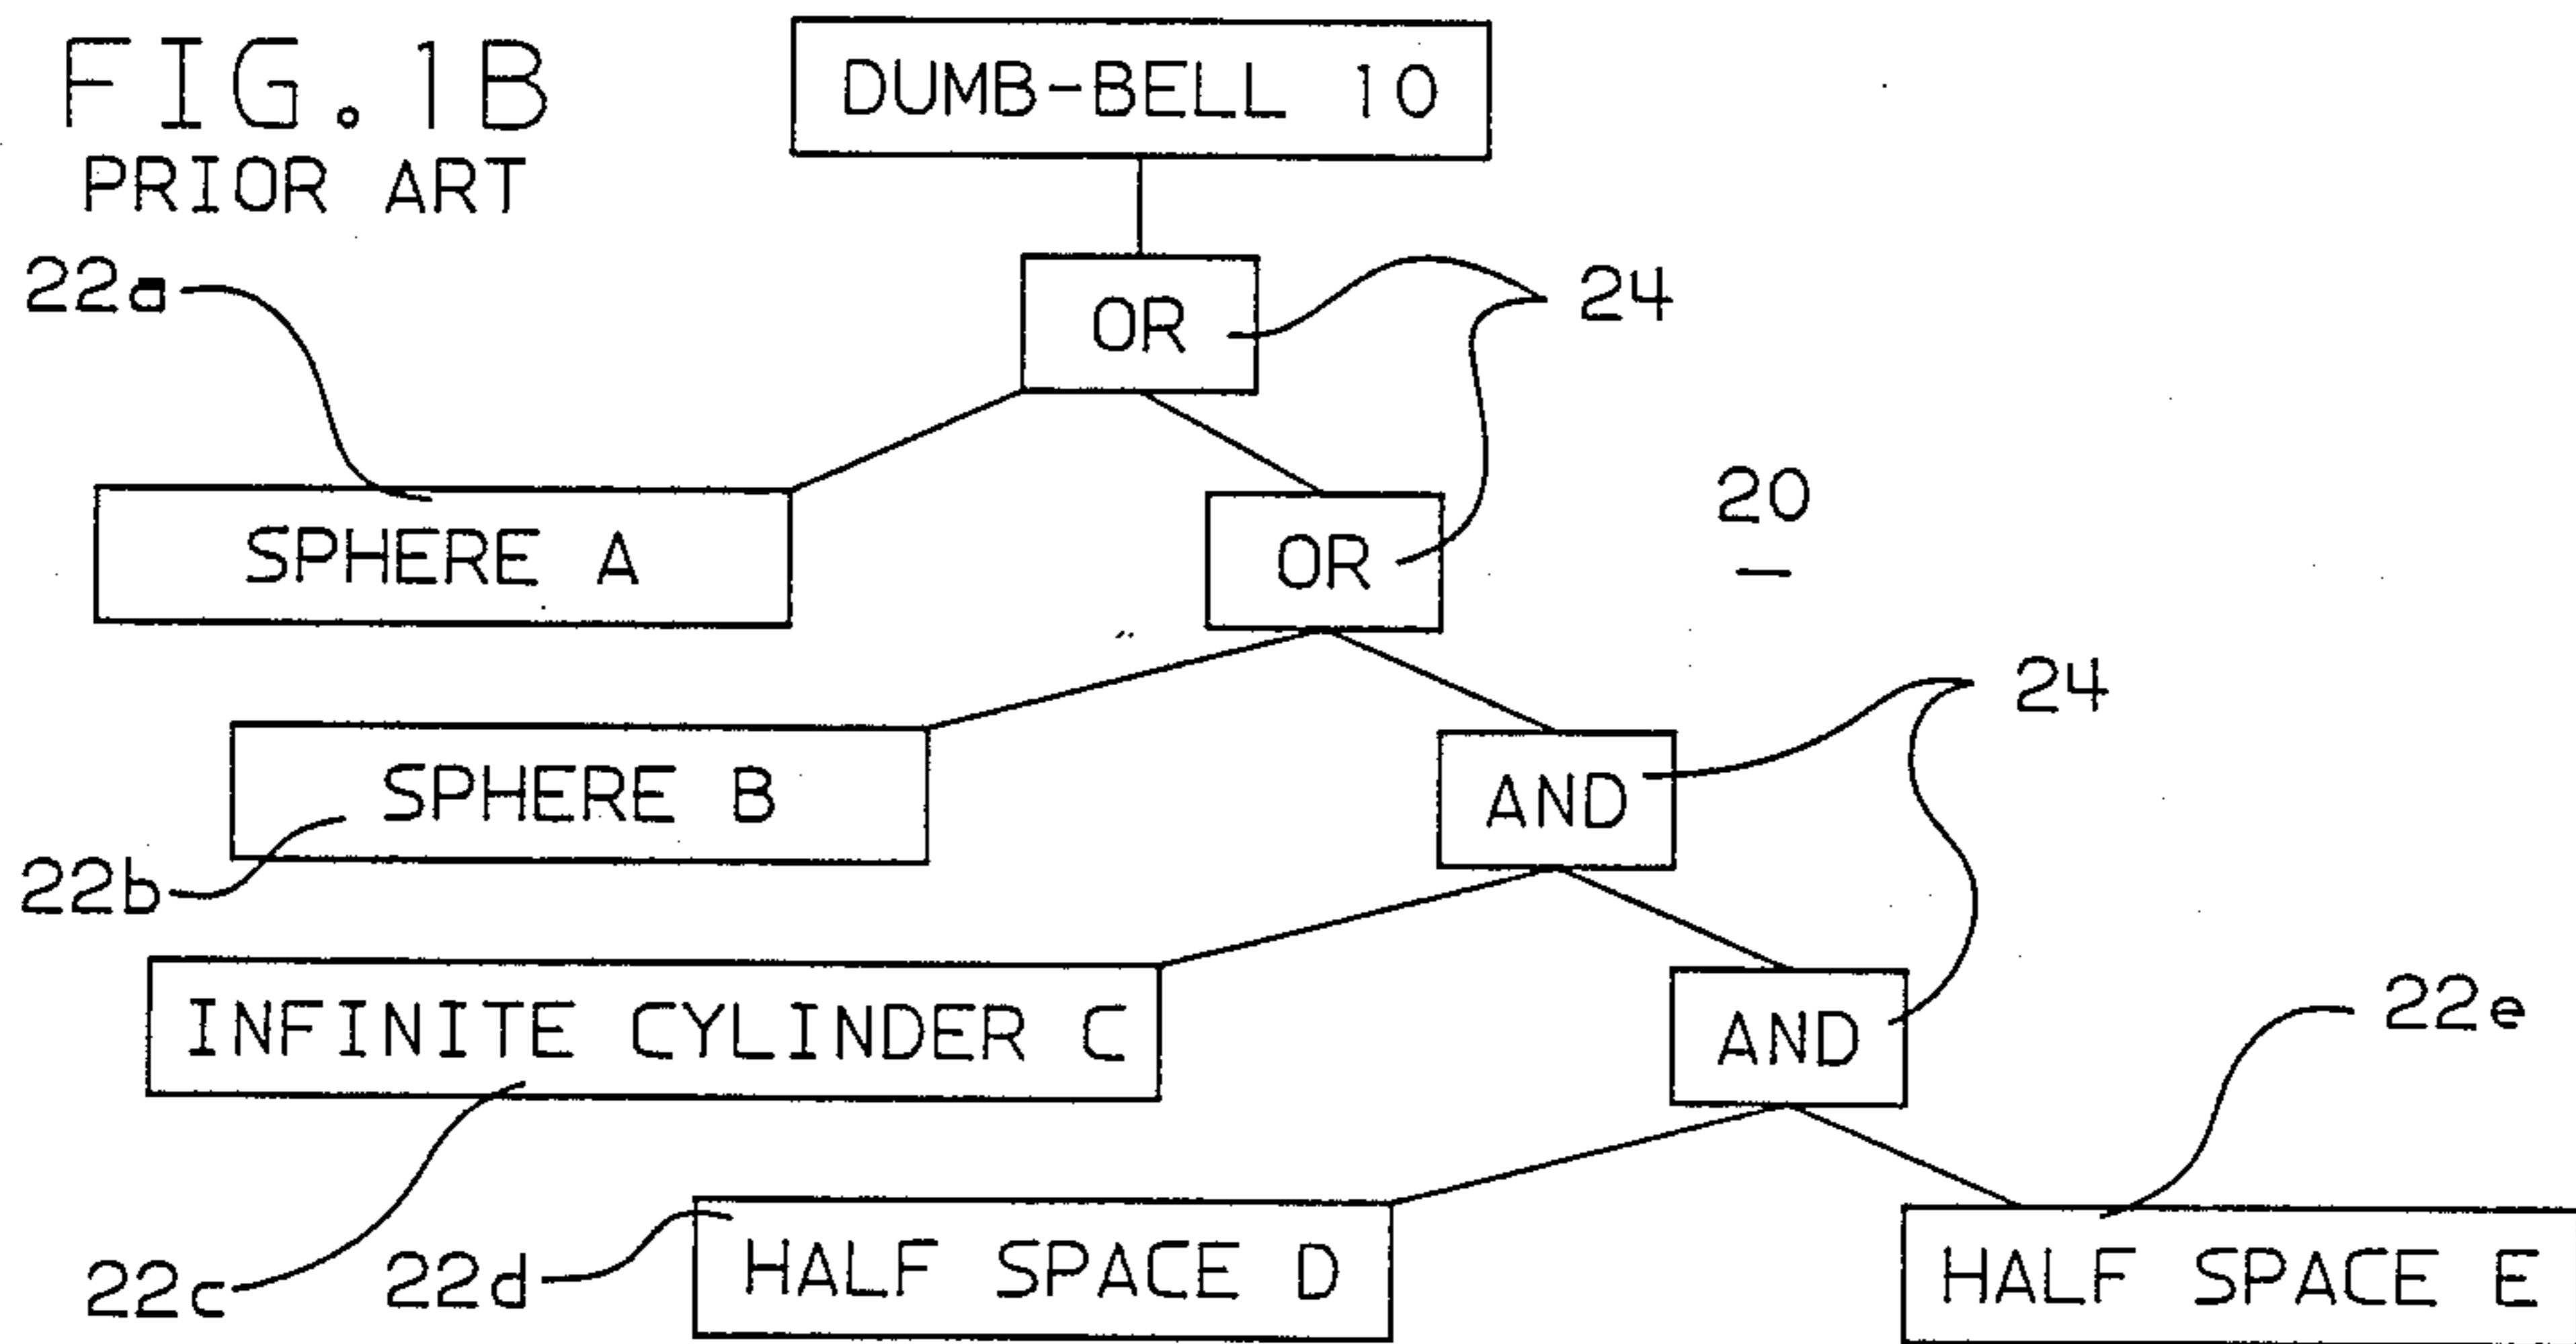 FIG. 1B
PRIOR ART
DUMB-BELL 10
22a
OR
24
SPHERE A
OR
20
24
SPHERE B
AND
22b
INFINITE CYLINDER C
AND
22e
22c
22d
HALF SPACE D
HALF SPACE E